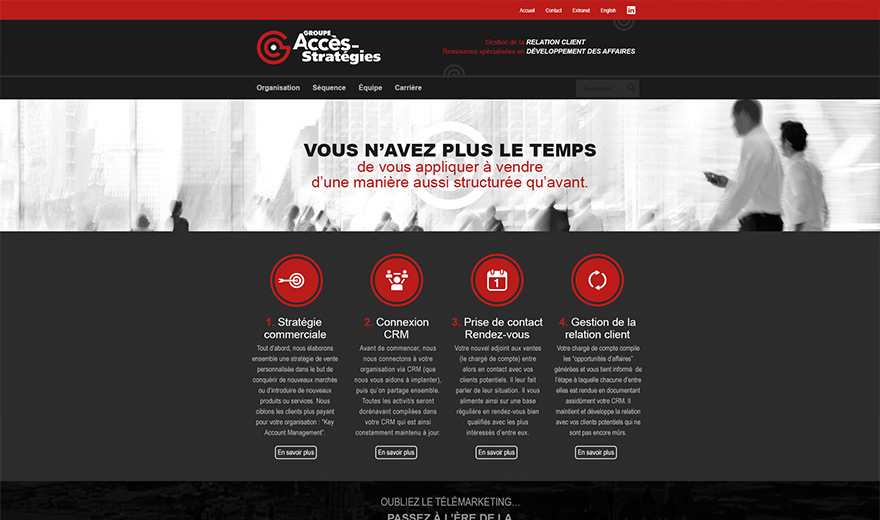 Accueil Contact Extranet English in
GROUPE
Accès-
Stratégies
Gestion de la RELATION CLIENT
Ressources spécialisées en DÉVELOPPEMENT DES AFFAIRES
Organisation Séquence Équipe Carrière
VOUS N'AVEZ PLUS LE TEMPS
de vous appliquer à vendre
d'une manière aussi structurée qu'avant.
1. Stratégie
commerciale
Tout d'abord, nous élaborons
ensemble une stratégie de vente
personnalisée dans le but de
conquérir de nouveaux marchés
ou d'introduire de nouveaux
produits ou services. Nous
ciblons les clients plus payant
pour votre organisation : "Key
Account Management".
En savoir plus
2. Connexion
CRM
Avant de commencer, nous
nous connectons à votre
organisation via CRM (que
nous vous aidons à implanter),
puis qu'on partage ensemble.
Toutes les activit/s seront
dorénavant compilées dans
votre CRM qui est ainsi
constamment maintenu à jour.
En savoir plus
1
3. Prise de contact
Rendez-vous
Votre nouvel adjoint aux ventes
(le chargé de compte) entre
alors en contact avec vos
clients potentiels. Il leur fait
parler de leur situation. Il vous
alimente ainsi sur une base
régulière en rendez-vous bien
qualifiés avec les plus
intéressés d'entre eux.
En savoir plus
4. Gestion de la
relation client
Votre chargé de compte compile
les "opportunités d'affaires"
générées et vous tient informé de
l'étape à laquelle chacune d'entre
elles est rendue en documentant
assidûment votre CRM. Il
maintient et développe la relation
avec vos clients potentiels qui ne
sont pas encore mûrs.
En savoir plus
OUBLIEZ LE TÉLÉMARKETING...
PASSEZ À L'ÈRE DE LA